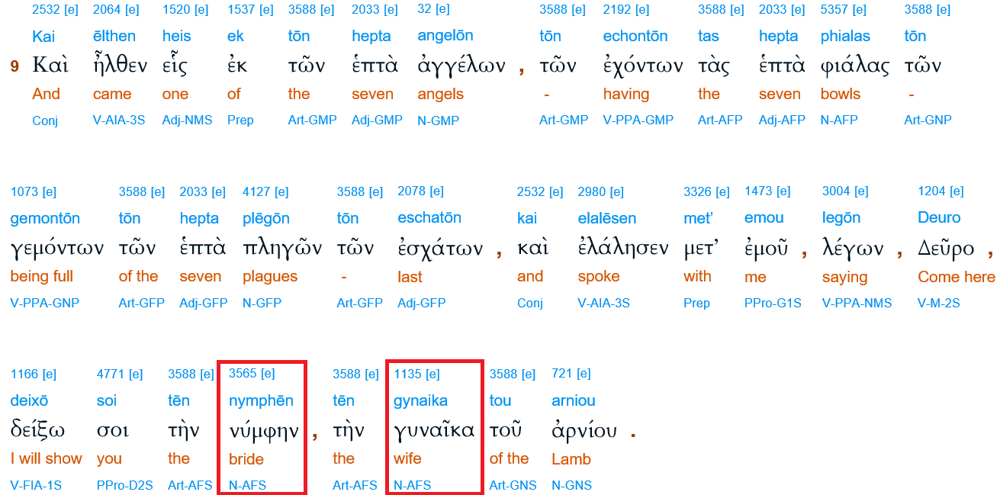 2532 [e] 2064 [e] 1520 [e] 1537 [e] 3588 [e] 2033 [e] 32 [e] 3588 [e] 2192 [e] 3588 [e] 2033 [e] 5357 [e] 3588 [e]
Kai ēlthen heis ek tōn hepta angelōn tōn echontōn tas hepta phialas tōn
9 Καὶ ἦλθεν εἷς ἐκ τῶν ἑπτὰ ἀγγέλων , τῶν ἐχόντων τὰς ἑπτὰ φιάλας τῶν
And came one of the seven angels - having the seven bowls -
Conj V-AIA-3S Adj-NMS Prep Art-GMP Adj-GMP N-GMP Art-GMP V-PPA-GMP Art-AFP Adj-AFP N-AFP Art-GNP
1073 [e] 3588 [e] 2033 [e] 4127 [e] 3588 [e] 2078 [e] 2532 [e] 2980 [e] 3326 [e] 1473 [e] 3004 [e] 1204 [e]
gemontōn tōn hepta plēgōn tōn eschatōn kai elalēsen met’ emou legōn Deuro
γεμόντων τῶν ἑπτὰ πληγῶν τῶν ἐσχάτων , καὶ ἐλάλησεν μετ’ ἐμοῦ , λέγων , Δεῦρο ,
being full of the seven plagues - last and spoke with me saying Come here
V-PPA-GNP Art-GFP Adj-GFP N-GFP Art-GFP Adj-GFP Conj V-AIA-3S Prep PPro-G1S V-PPA-NMS V-M-2S
1166 [e] 4771 [e] 3588 [e] 3565 [e] 3588 [e] 1135 [e] 3588 [e] 721 [e]
deixō soi tēn nymphēn tēn gynaika tou arniou
δείξω σοι τὴν νύμφην , τὴν γυναῖκα τοῦ ἀρνίου .
I will show you the bride the wife of the Lamb
V-FIA-1S PPro-D2S Art-AFS N-AFS Art-AFS N-AFS Art-GNS N-GNS